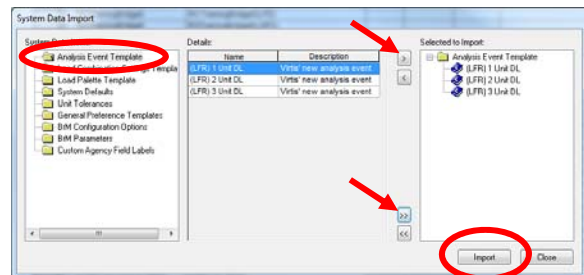 System Data Import
Details:
Selected to Import:
Analysis Event Template
Load Palette Template
System Defaults
Unit Tolerances
General Preference Templates
BrM Configuration Options
BrM Parameters
Custom Agency Field Labels
Name Description
(LFR) 1 Unit DL Virtis' new analysis event
(LFR) 2 Unit DL Virtis' new analysis event
(LFR) 3 Unit DL Virtis' new analysis event
>
<
>>
<<
Analysis Event Template
(LFR) 1 Unit DL
(LFR) 2 Unit DL
(LFR) 3 Unit DL
Import Close